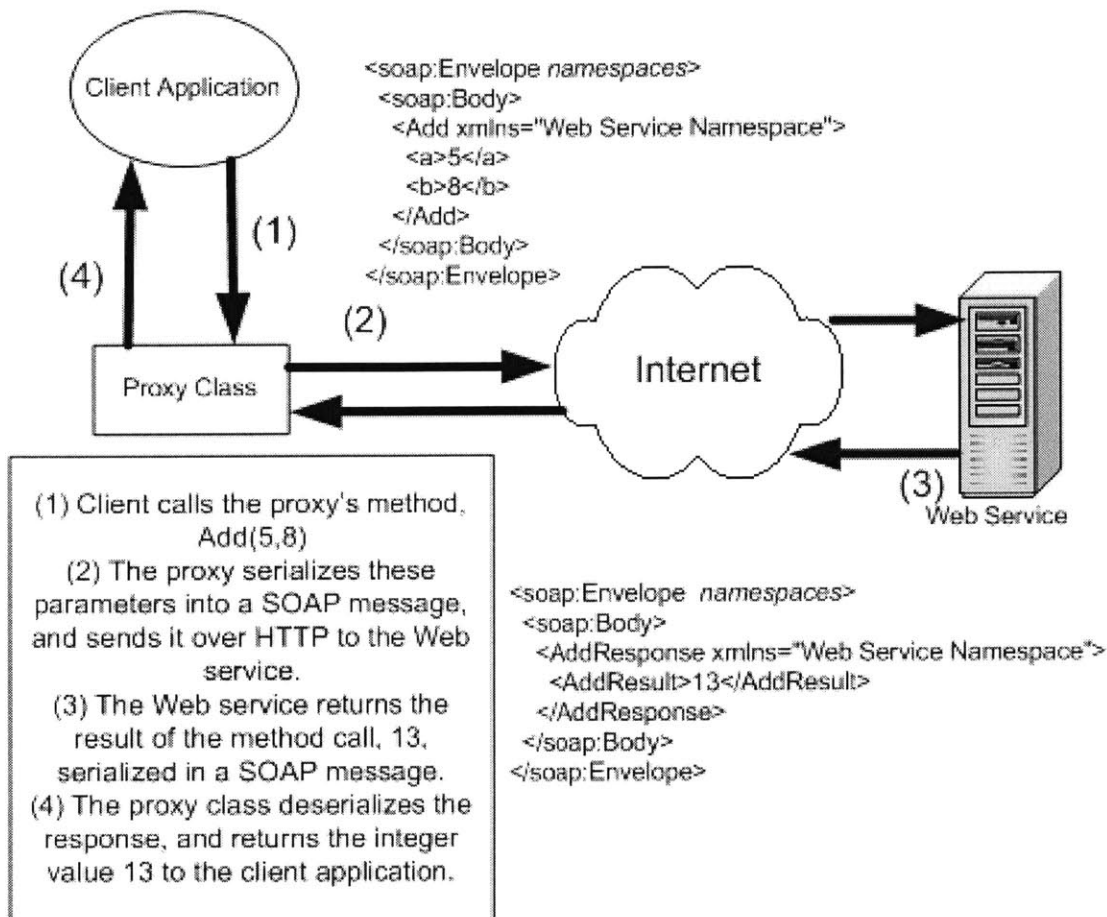 Client Application
<soap:Envelope namespaces>
<soap:Body>
<Add xmlns="Web Service Namespace">
<a>5</a>
<b>8</b>
</Add>
</soap:Body>
</soap:Envelope>
(1)
(4)
(2)
Proxy Class
Internet
(3)
Web Service
(1) Client calls the proxy's method,
Add(5,8)
(2) The proxy serializes these
parameters into a SOAP message,
and sends it over HTTP to the Web
service.
(3) The Web service returns the
result of the method call, 13,
serialized in a SOAP message.
(4) The proxy class deserializes the
response, and returns the integer
value 13 to the client application.
<soap:Envelope namespaces>
<soap:Body>
<AddResponse xmlns="Web Service Namespace">
<AddResult>13</AddResult>
</AddResponse>
</soap:Body>
</soap:Envelope>